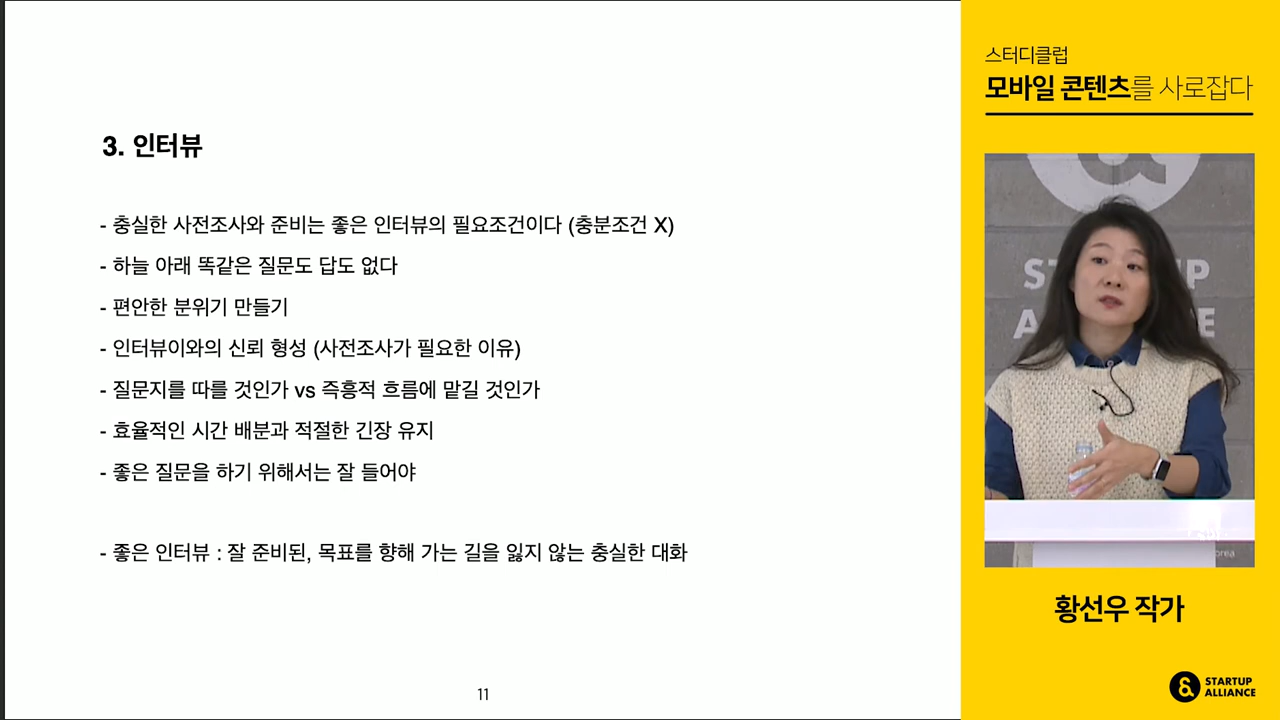 3. 인터뷰
- 충실한 사전조사와 준비는 좋은 인터뷰의 필요조건이다 (충분조건 X)
- 하늘 아래 똑같은 질문도 답도 없다
- 편안한 분위기 만들기
- 인터뷰이와의 신뢰 형성 (사전조사가 필요한 이유)
- 질문지를 따를 것인가 vs 즉흥적 흐름에 맡길 것인가
- 효율적인 시간 배분과 적절한 긴장 유지
- 좋은 질문을 하기 위해서는 잘 들어야
- 좋은 인터뷰 : 잘 준비된, 목표를 향해 가는 길을 잃지 않는 충실한 대화
11
스터디클럽
모바일 콘텐츠를 사로잡다
황선우 작가
STARTUP
ALLIANCE